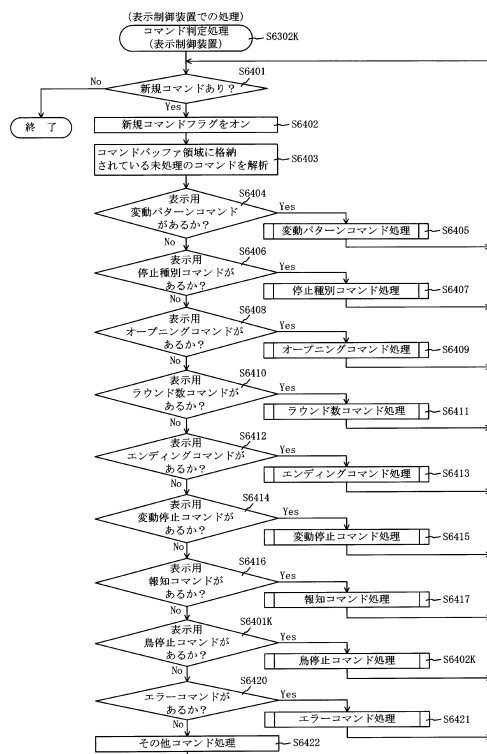 (表示制御装置での処理)
コマンド判定処理
(表示制御装置)
S6302K
S6401
新規コマンドあり？
No
Yes
終 了
新規コマンドフラグをオン
S6402
コマンドバッファ領域に格納
されている未処理のコマンドを解析
S6403
S6404
表示用
変動パターンコマンド
があるか？
Yes
No
変動パターンコマンド処理
S6405
S6406
表示用
停止種別コマンドが
あるか？
Yes
No
停止種別コマンド処理
S6407
S6408
表示用
オープニングコマンドが
あるか？
Yes
No
オープニングコマンド処理
S6409
S6410
表示用
ラウンド数コマンドが
あるか？
Yes
No
ラウンド数コマンド処理
S6411
S6412
表示用
エンディングコマンドが
あるか？
Yes
No
エンディングコマンド処理
S6413
S6414
表示用
変動停止コマンドが
あるか？
Yes
No
変動停止コマンド処理
S6415
S6416
表示用
報知コマンドが
あるか？
Yes
No
報知コマンド処理
S6417
S6401K
表示用
鳥停止コマンドが
あるか？
Yes
No
鳥停止コマンド処理
S6402K
S6420
エラーコマンドが
あるか？
Yes
No
エラーコマンド処理
S6421
その他コマンド処理
S6422